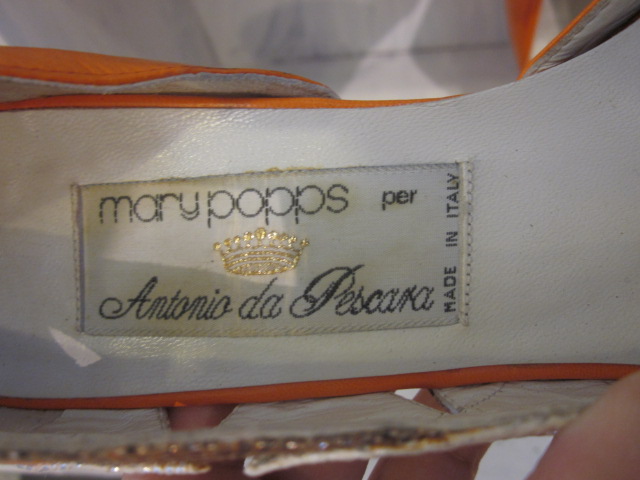 mary popps per
Antonio da Pescara
MADE IN ITALY